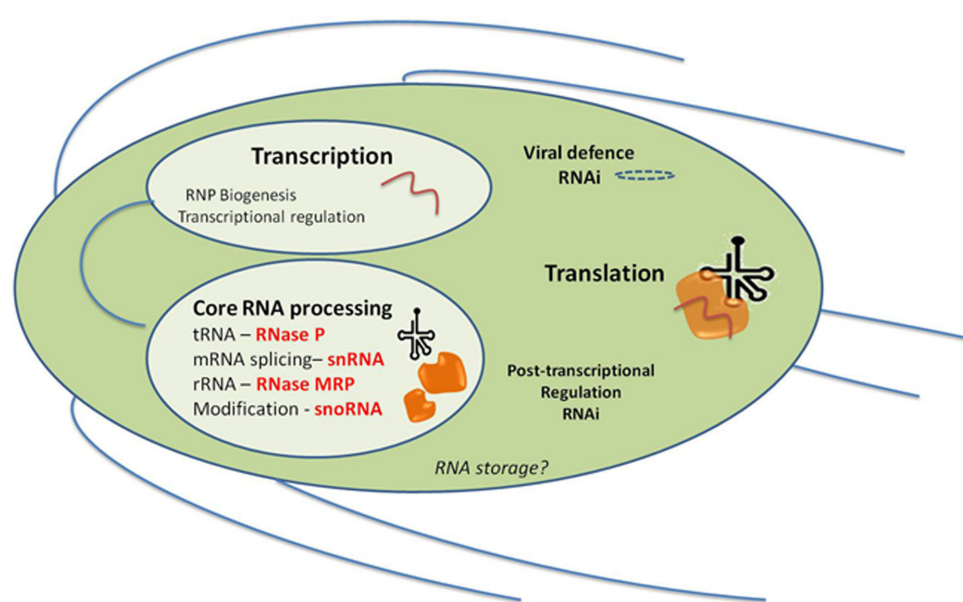 Transcription
RNP Biogenesis
Transcriptional regulation
Viral defence
RNAi
Translation
Core RNA processing
tRNA – RNase P
mRNA splicing– snRNA
rRNA – RNase MRP
Modification - snoRNA
Post-transcriptional
Regulation
RNAi
RNA storage?